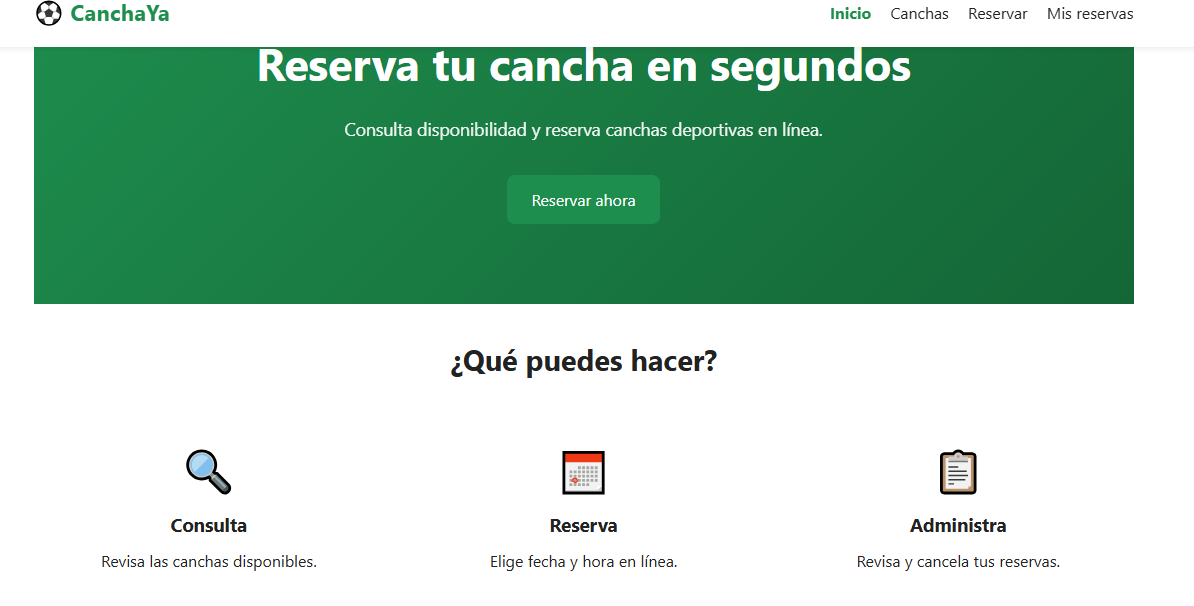 CanchaYa
Inicio Canchas Reservar Mis reservas
Reserva tu cancha en segundos
Consulta disponibilidad y reserva canchas deportivas en línea.
Reservar ahora
¿Qué puedes hacer?
Consulta
Revisa las canchas disponibles.
Reserva
Elige fecha y hora en línea.
Administra
Revisa y cancela tus reservas.